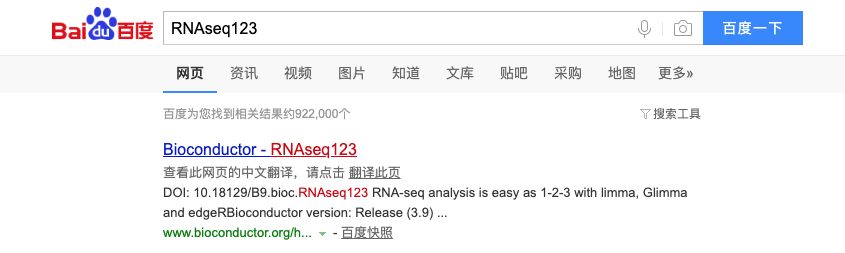 Bai du 百度 RNAseq123 百度一下
网页 资讯 视频 图片 知道 文库 贴吧 采购 地图 更多»
百度为您找到相关结果约922,000个 搜索工具
Bioconductor - RNAseq123
查看此网页的中文翻译，请点击 翻译此页
DOI: 10.18129/B9.bioc.RNAseq123 RNA-seq analysis is easy as 1-2-3 with limma, Glimma
and edgeRBioconductor version: Release (3.9) ...
www.bioconductor.org/h... - 百度快照